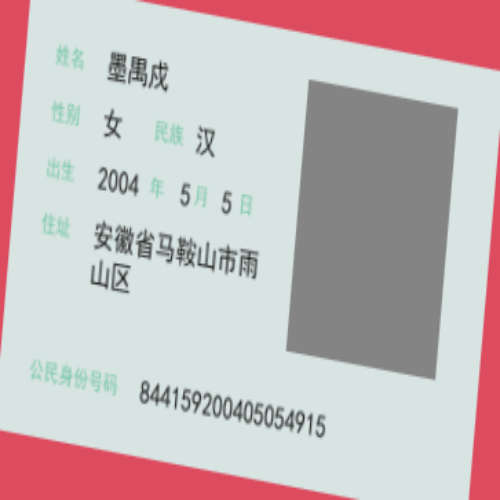 姓名 墨禺戍
性别 女 民族 汉
出生 2004 年 5 月 5 日
住址 安徽省马鞍山市雨
山区
公民身份号码 844159200405054915